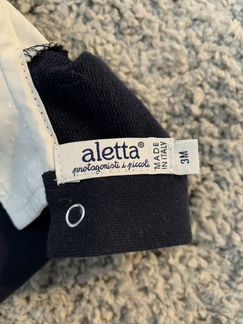 aletta®
protagonisti i piccoli
MADE
IN ITALY
3M